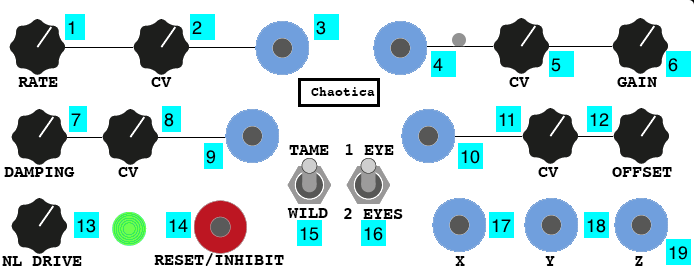 1 2 3 4 5 6
RATE CV CV GAIN
Chaotica
7 8 9 10 11 12
DAMPING CV TAME 1 EYE CV OFFSET
WILD 2 EYES
13 14 15 16 17 18 19
NL DRIVE RESET/INHIBIT X Y Z